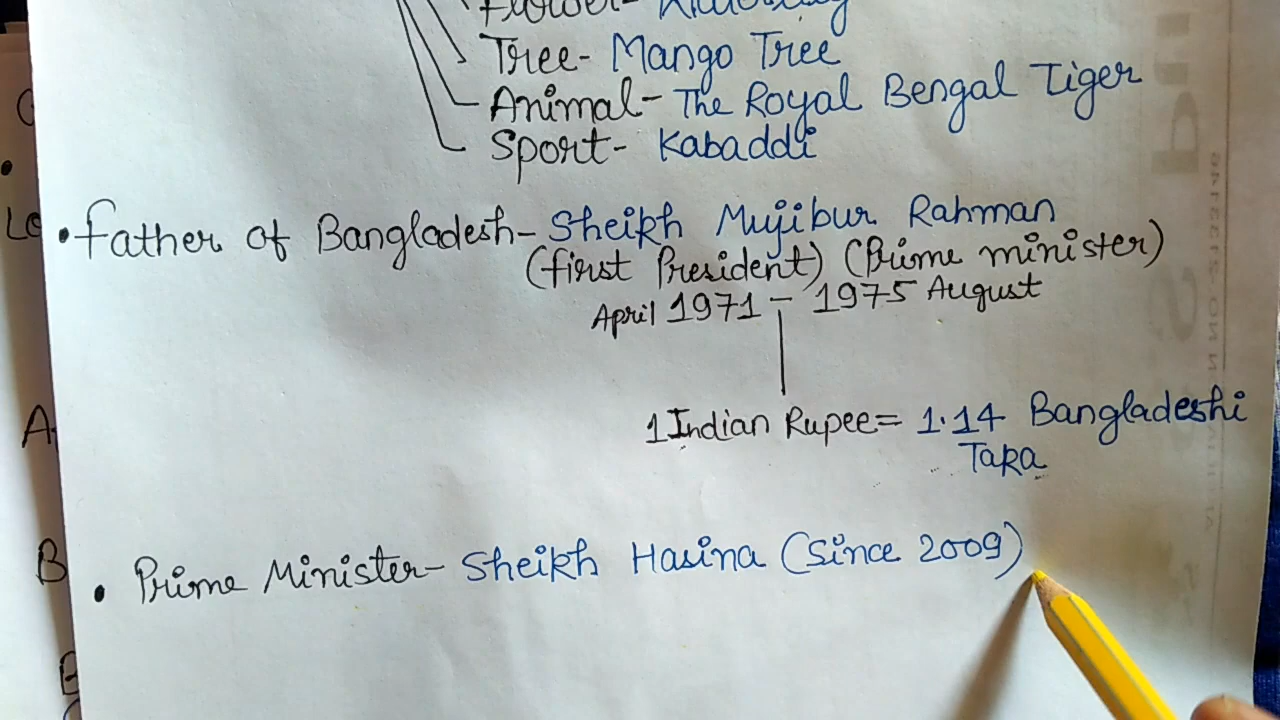 Flower-
Tree- Mango Tree
Animal- The Royal Bengal Tiger
Sport- Kabaddi
• Father of Bangladesh- Sheikh Mujibur Rahman
(first President) (Prime minister)
April 1971 - 1975 August
1 Indian Rupee= 1.14 Bangladeshi
Taka
• Prime Minister- Sheikh Hasina (Since 2009)